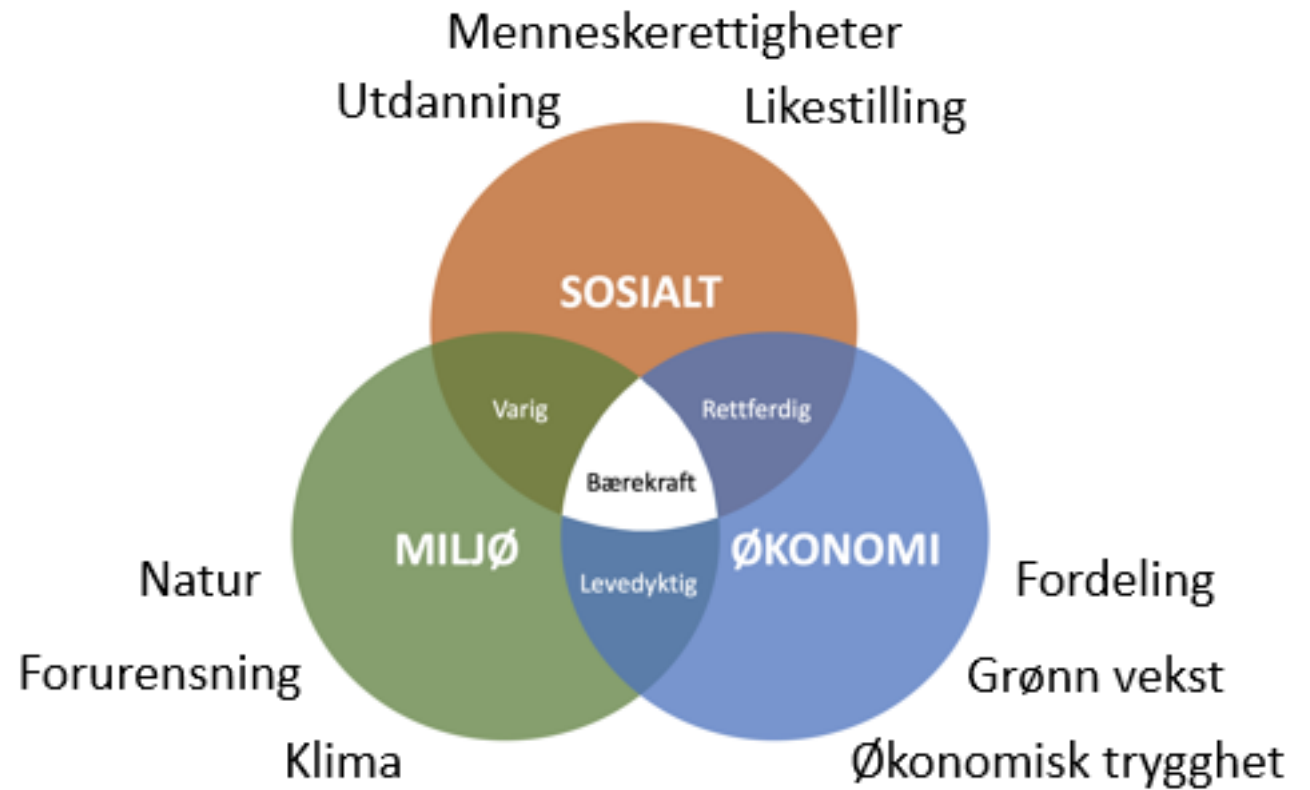 Menneskerettigheter
Utdanning
Likestilling
SOSIALT
Varig
Rettferdig
Bærekraft
MILJØ
ØKONOMI
Levedyktig
Natur
Fordeling
Forurensning
Grønn vekst
Klima
Økonomisk trygghet